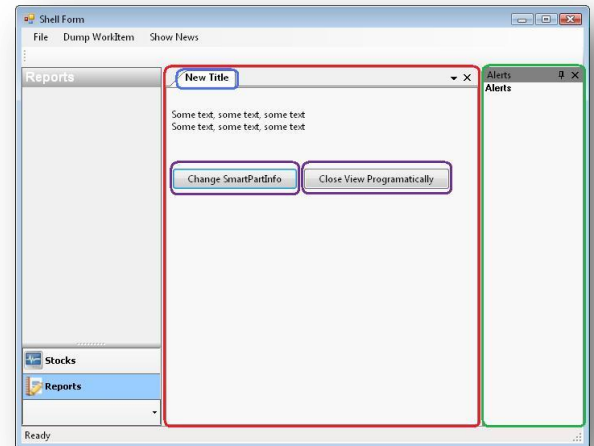 Shell Form
File Dump WorkItem Show News
Reports
New Title
Some text, some text, some text
Some text, some text, some text
Change SmartPartInfo
Close View Programatically
Alerts
Alerts
Stocks
Reports
Ready